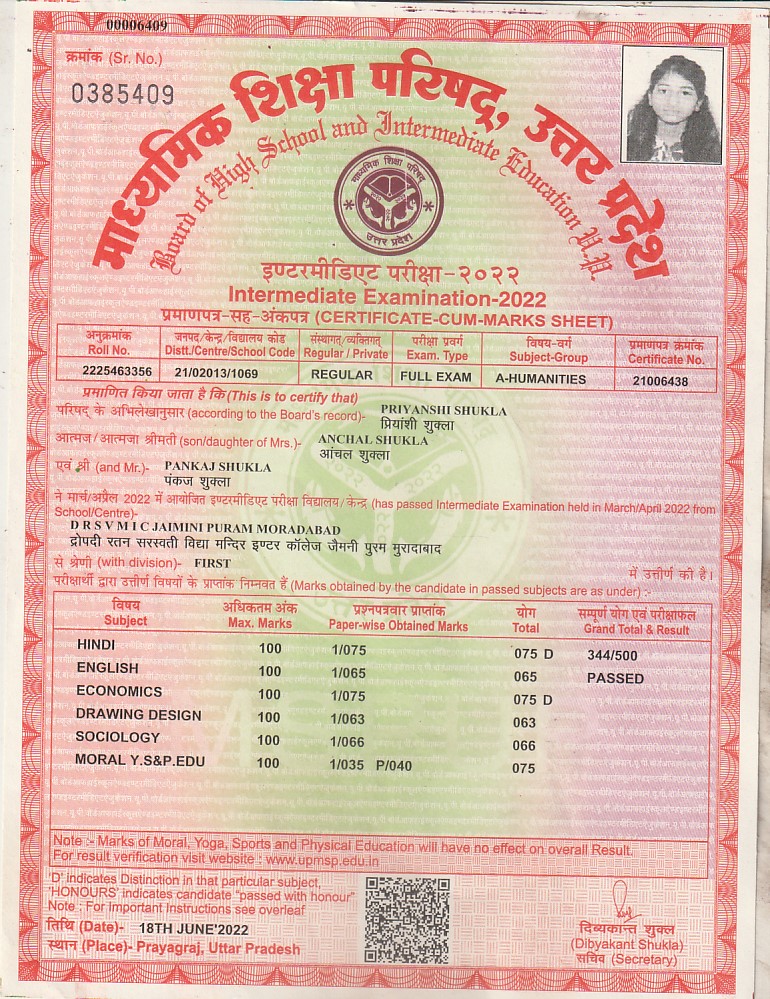 00006409
क्रमांक (Sr. No.)
0385409
माध्यमिक शिक्षा परिषद्, उत्तर प्रदेश
Board of High School and Intermediate Education U.P.
माध्यमिक शिक्षा परिषद्
उत्तर प्रदेश
इण्टरमीडिएट परीक्षा-२०२२
Intermediate Examination-2022
प्रमाणपत्र-सह-अंकपत्र (CERTIFICATE-CUM-MARKS SHEET)
अनुक्रमांक जनपद/केन्द्र/विद्यालय कोड संस्थागत/व्यक्तिगत परीक्षा प्रवर्ग विषय-वर्ग प्रमाणपत्र क्रमांक
Roll No. Distt./Centre/School Code Regular / Private Exam. Type Subject-Group Certificate No.
2225463356 21/02013/1069 REGULAR FULL EXAM A-HUMANITIES 21006438
प्रमाणित किया जाता है कि (This is to certify that)
परिषद् के अभिलेखानुसार (according to the Board's record)- PRIYANSHI SHUKLA
प्रियांशी शुक्ला
आत्मज/आत्मजा श्रीमती (son/daughter of Mrs.)- ANCHAL SHUKLA
आंचल शुक्ला
एवं श्री (and Mr.)- PANKAJ SHUKLA
पंकज शुक्ला
ने मार्च/अप्रैल 2022 में आयोजित इण्टरमीडिएट परीक्षा विद्यालय/केन्द्र (has passed Intermediate Examination held in March/April 2022 from
School/Centre)-
D R S V M I C JAIMINI PURAM MORADABAD
द्रोपदी रतन सरस्वती विद्या मन्दिर इण्टर कॉलेज जैमनी पुरम मुरादाबाद
से श्रेणी (with division)- FIRST में उत्तीर्ण की है।
परीक्षार्थी द्वारा उत्तीर्ण विषयों के प्राप्तांक निम्नवत हैं (Marks obtained by the candidate in passed subjects are as under) :-
विषय अधिकतम अंक प्रश्नपत्रवार प्राप्तांक योग सम्पूर्ण योग एवं परीक्षाफल
Subject Max. Marks Paper-wise Obtained Marks Total Grand Total & Result
HINDI 100 1/075 075 D 344/500
ENGLISH 100 1/065 065 PASSED
ECONOMICS 100 1/075 075 D
DRAWING DESIGN 100 1/063 063
SOCIOLOGY 100 1/066 066
MORAL Y.S&P.EDU 100 1/035 P/040 075
Note :- Marks of Moral, Yoga, Sports and Physical Education will have no effect on overall Result.
For result verification visit website : www.upmsp.edu.in
'D' indicates Distinction in that particular subject,
'HONOURS' indicates candidate "passed with honour"
Note : For Important Instructions see overleaf
तिथि (Date)- 18TH JUNE'2022
स्थान (Place)- Prayagraj, Uttar Pradesh
दिव्यकान्त शुक्ल
(Dibyakant Shukla)
सचिव (Secretary)